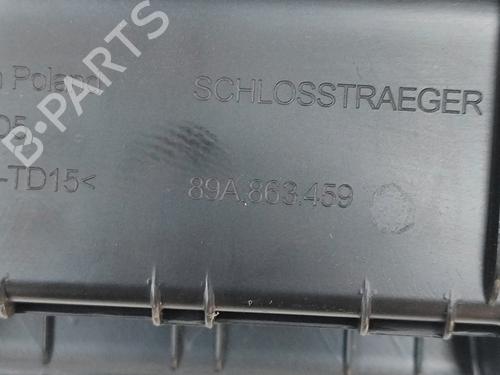 B-PARTS
n Poland
SCHLOSSTRAEGER
05
-TD15<
89A.863.459